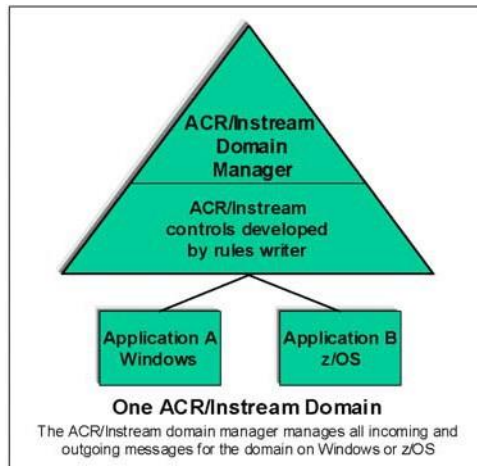 ACR/Instream
Domain
Manager
ACR/Instream
controls developed
by rules writer
Application A
Windows
Application B
z/OS
One ACR/Instream Domain
The ACR/Instream domain manager manages all incoming and
outgoing messages for the domain on Windows or z/OS